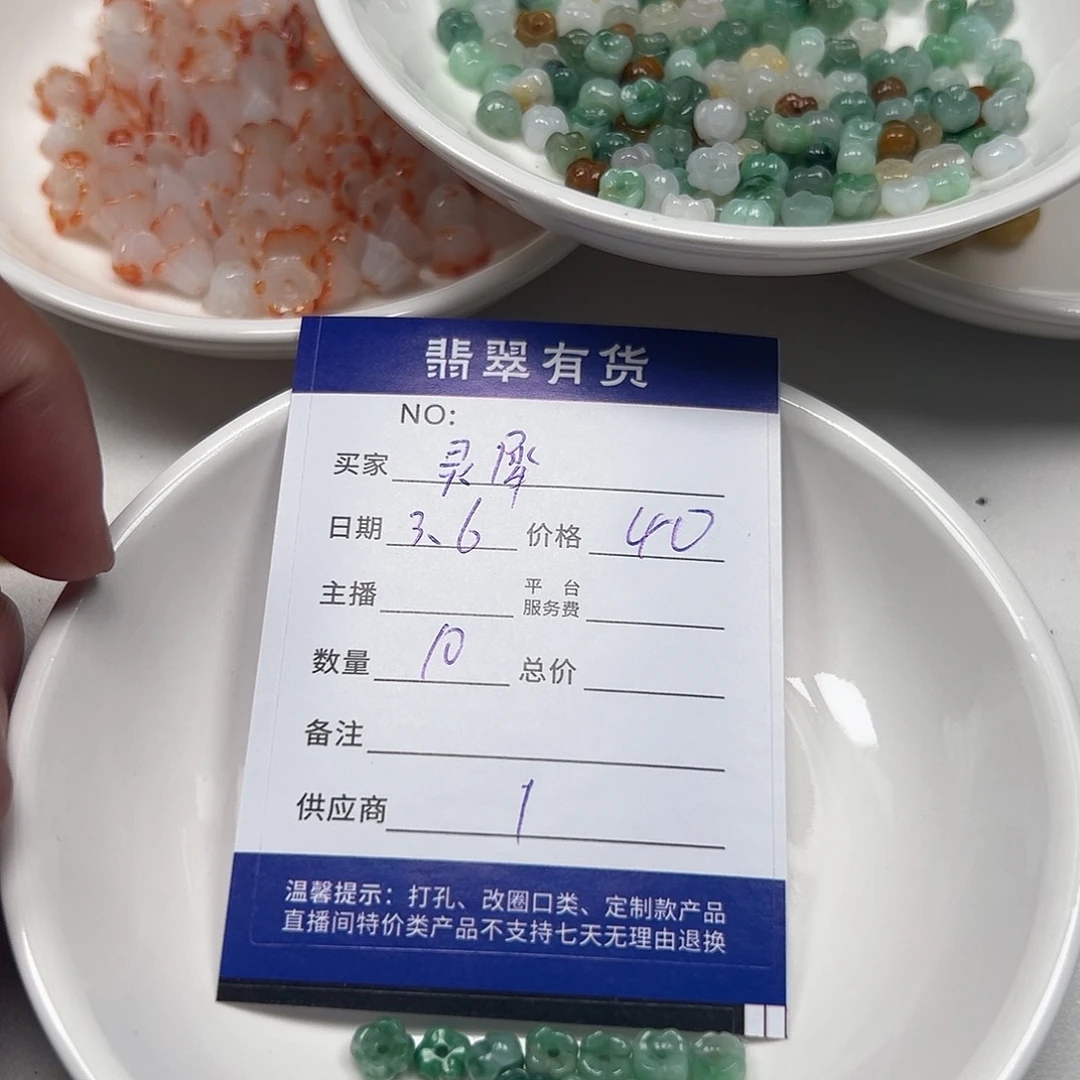 翡翠有货
NO:
买家 灵犀
日期 3.6 价格 40
主播 平台服务费
数量 10 总价
备注
供应商 1
温馨提示：打孔、改圈口类、定制款产品
直播间特价类产品不支持七天无理由退换